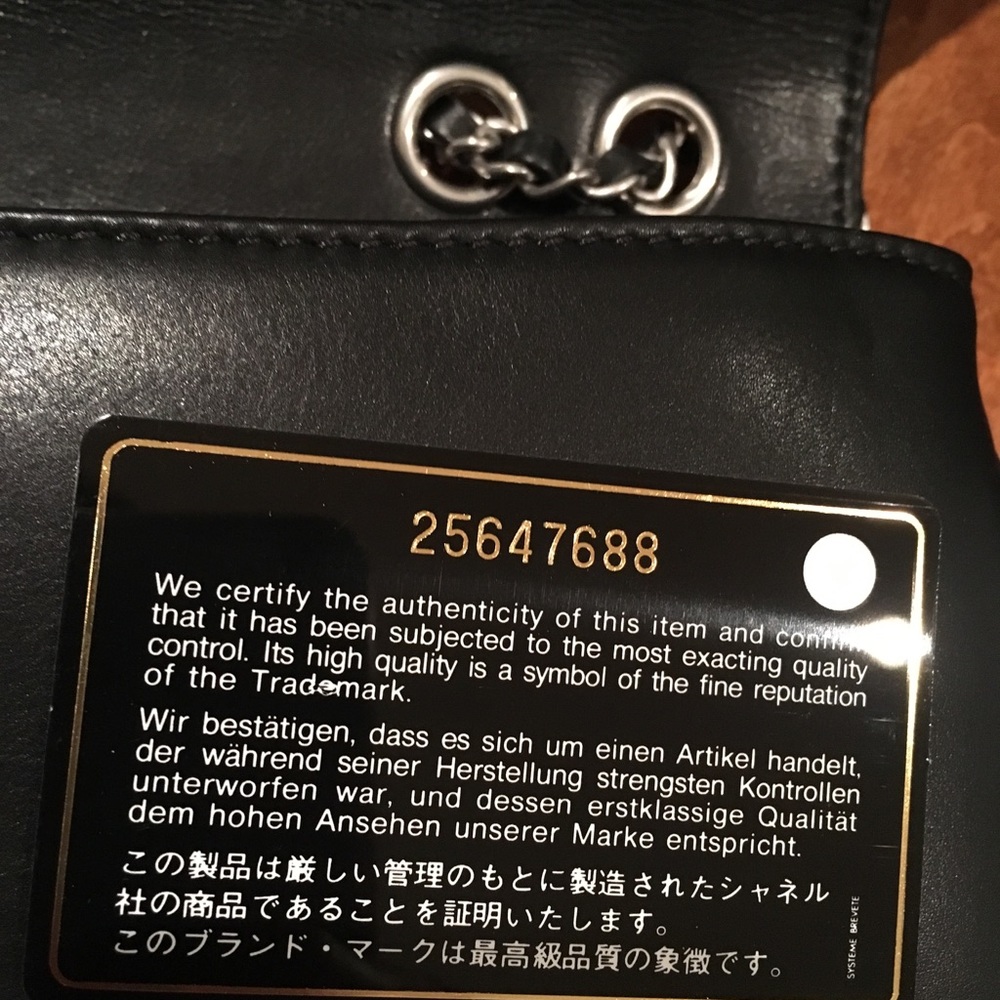 25647688
We certify the authenticity of this item and confirm
that it has been subjected to the most exacting quality
control. Its high quality is a symbol of the fine reputation
of the Trademark.
Wir bestätigen, dass es sich um einen Artikel handelt,
der während seiner Herstellung strengsten Kontrollen
unterworfen war, und dessen erstklassige Qualität
dem hohen Ansehen unserer Marke entspricht.
この製品は厳しい管理のもとに製造されたシャネル
社の商品であることを証明いたします。
このブランド・マークは最高級品質の象徴です。
SYSTEME BREVETE